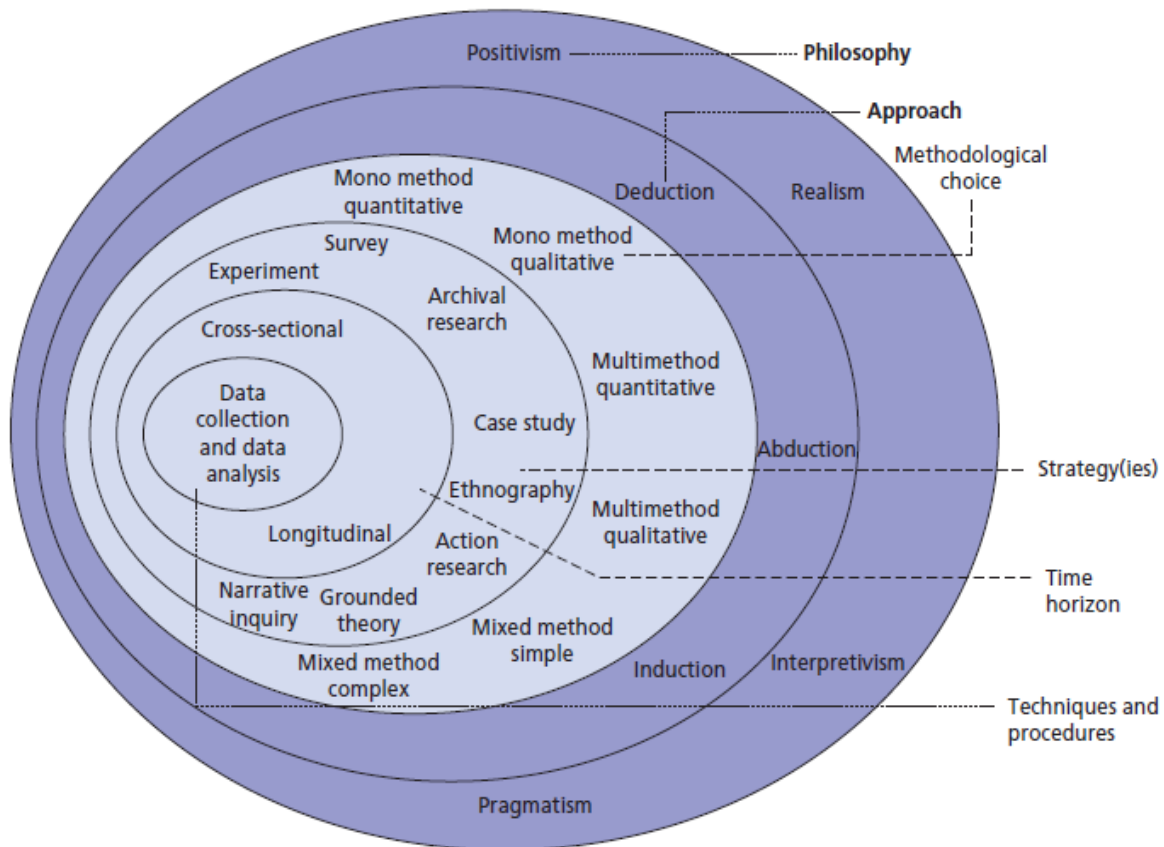 Positivism
Philosophy
Approach
Methodological
choice
Mono method
quantitative
Deduction
Realism
Survey
Mono method
qualitative
Experiment
Archival
research
Cross-sectional
Multimethod
quantitative
Data
collection
and data
analysis
Case study
Abduction
Strategy(ies)
Ethnography
Multimethod
qualitative
Longitudinal
Action
research
Time
horizon
Narrative
inquiry
Grounded
theory
Mixed method
simple
Mixed method
complex
Induction
Interpretivism
Techniques and
procedures
Pragmatism